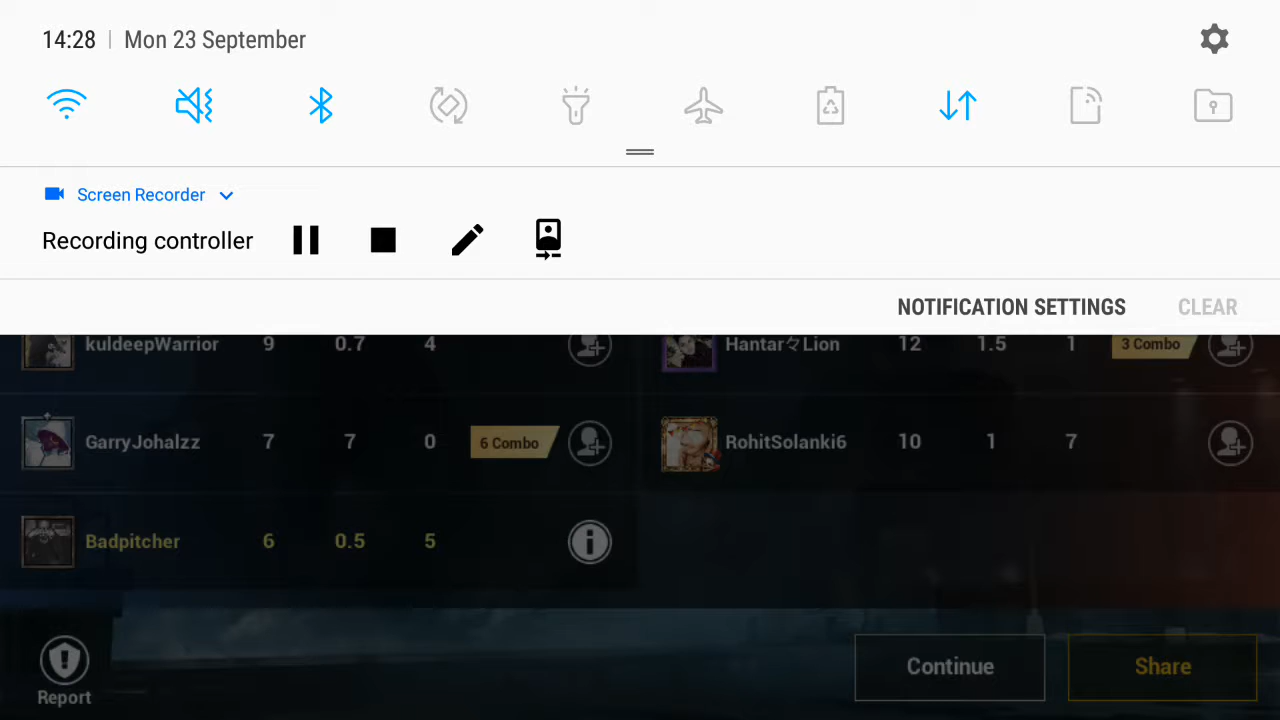 14:28 | Mon 23 September
Screen Recorder
Recording controller
NOTIFICATION SETTINGS CLEAR
kuldeepWarrior 9 0.7 4
Hantar々Lion 12 1.5 1 3 Combo
GarryJohalzz 7 7 0 6 Combo
RohitSolanki6 10 1 7
Badpitcher 6 0.5 5
Report
Continue
Share